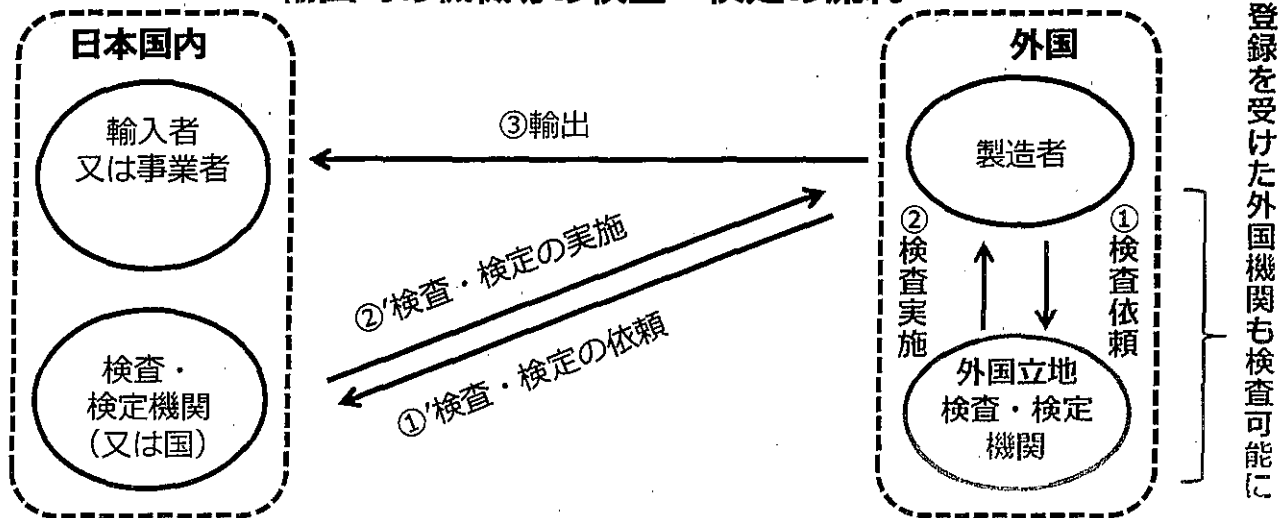 日本国内
輸入者
又は事業者
検査・
検定機関
(又は国)
③輸出
②'検査・検定の実施
①'検査・検定の依頼
外国
製造者
②検査実施
①検査依頼
外国立地
検査・検定
機関
登録を受けた外国機関も検査可能に